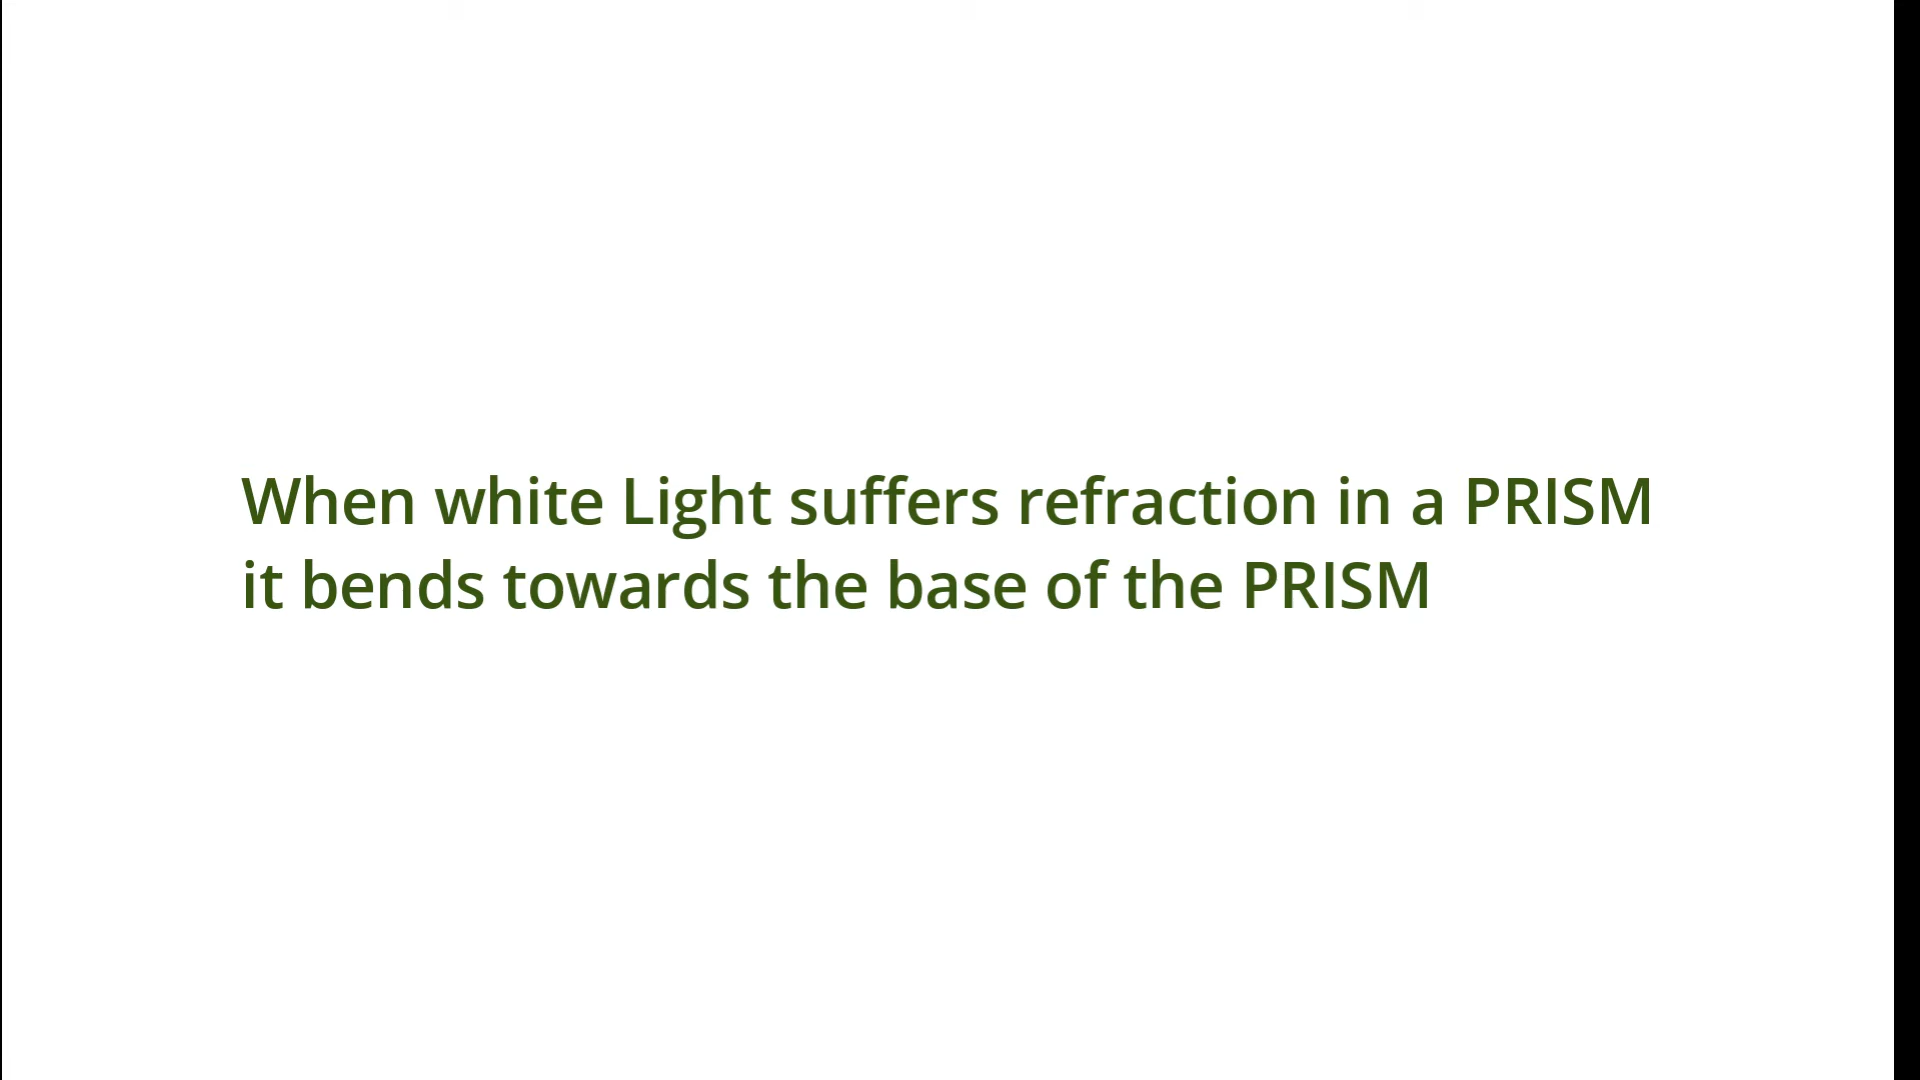 When white Light suffers refraction in a PRISM
it bends towards the base of the PRISM